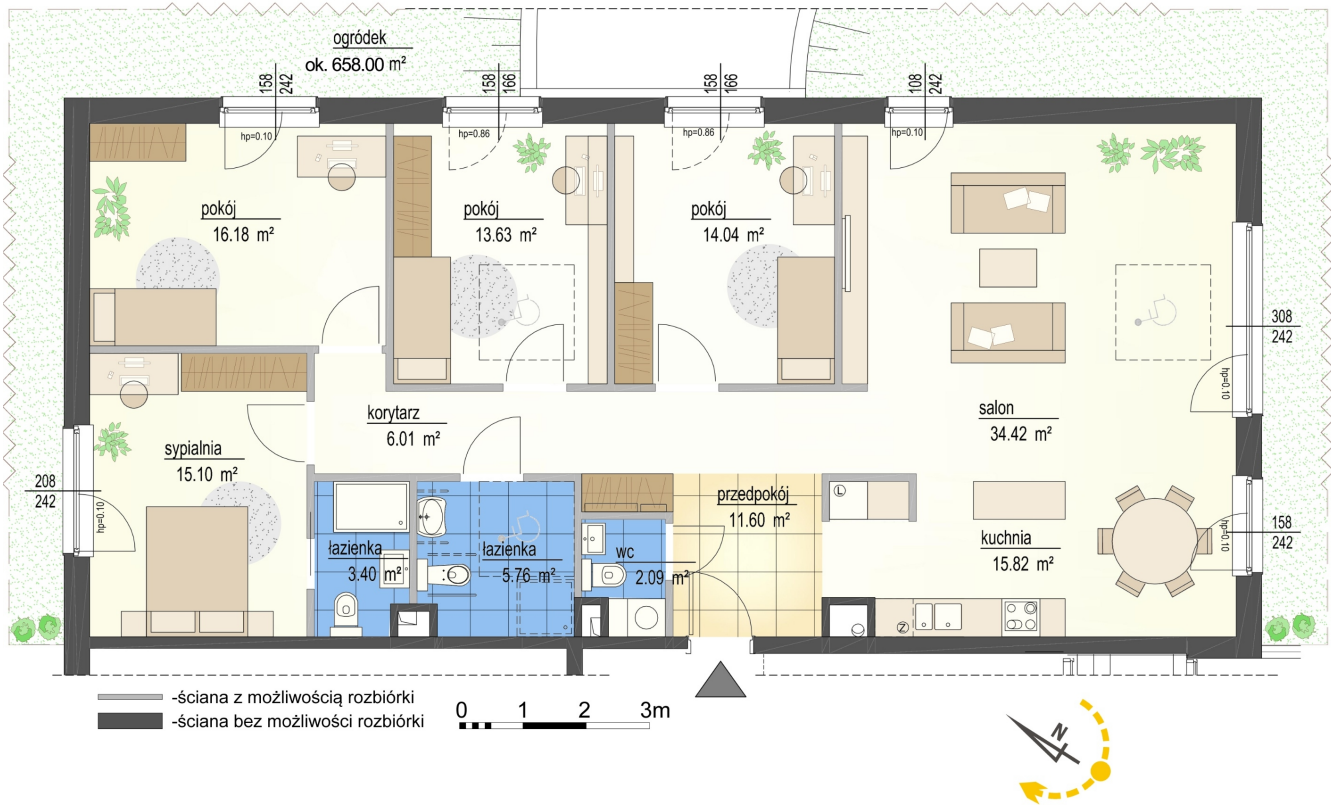 ogródek
ok. 658.00 m²
158
242
158
166
158
166
108
242
hp=0.10
hp=0.86
hp=0.86
hp=0.10
pokój
16.18 m²
pokój
13.63 m²
pokój
14.04 m²
308
242
hp=0.10
korytarz
6.01 m²
salon
34.42 m²
sypialnia
15.10 m²
208
242
hp=0.10
przedpokój
11.60 m²
L
kuchnia
15.82 m²
158
242
hp=0.10
łazienka
3.40 m²
łazienka
5.76 m²
wc
2.09 m²
Z
-ściana z możliwością rozbiórki
-ściana bez możliwości rozbiórki
0 1 2 3m
N